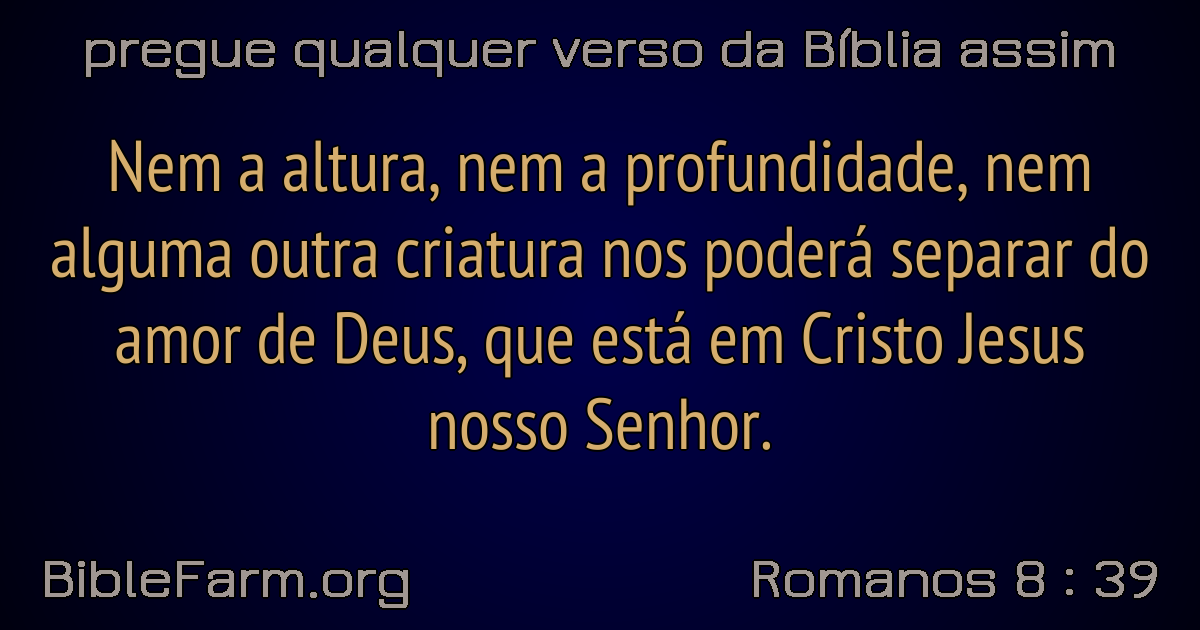 pregue qualquer verso da Bíblia assim
Nem a altura, nem a profundidade, nem
alguma outra criatura nos poderá separar do
amor de Deus, que está em Cristo Jesus
nosso Senhor.
BibleFarm.org
Romanos 8 : 39